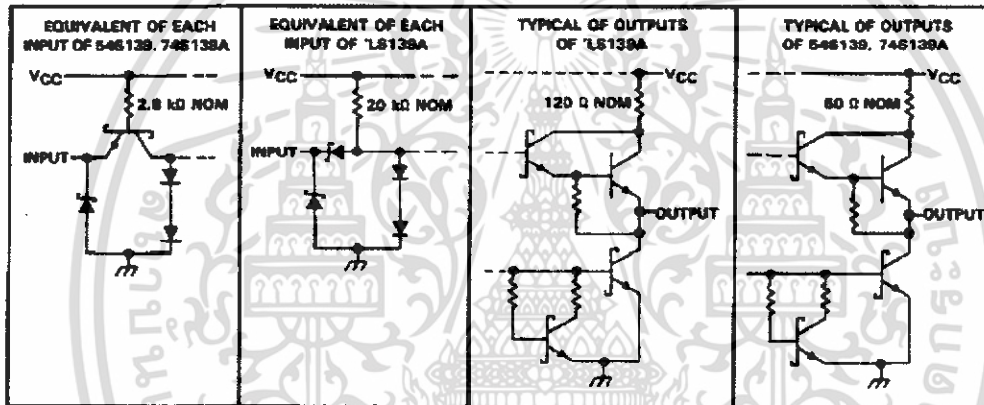 EQUIVALENT OF EACH
INPUT OF 54S139, 74S139A
VCC
2.8 kΩ NOM
INPUT
EQUIVALENT OF EACH
INPUT OF 'LS139A
VCC
20 kΩ NOM
INPUT
TYPICAL OF OUTPUTS
OF 'LS139A
VCC
120 Ω NOM
OUTPUT
TYPICAL OF OUTPUTS
OF 54S139, 74S139A
VCC
50 Ω NOM
OUTPUT